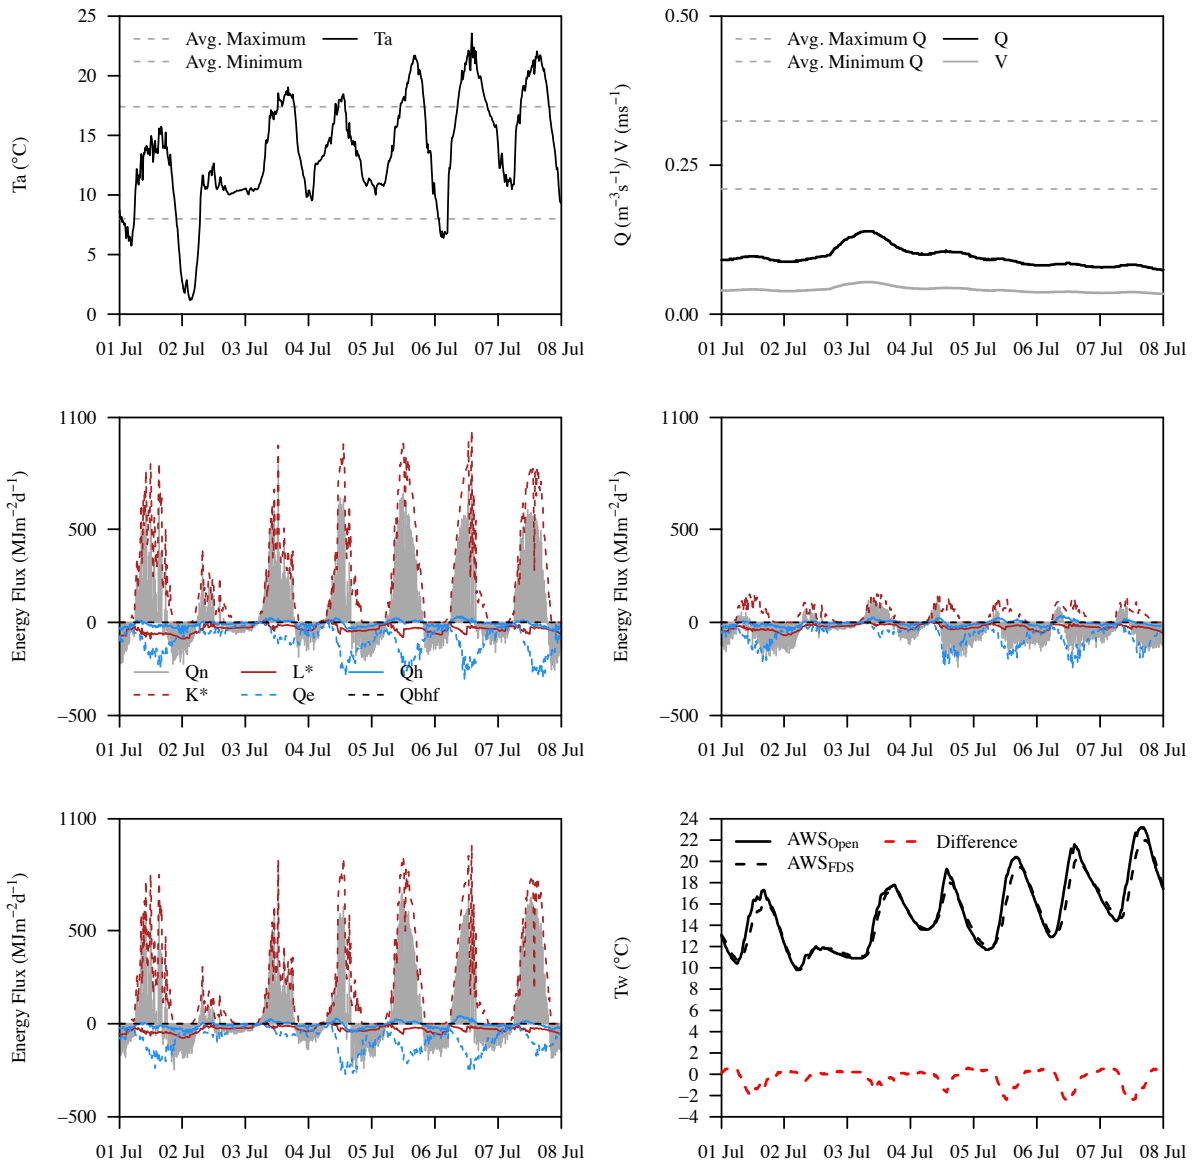 25
20
15
10
5
0
Ta (°C)
Avg. Maximum
Avg. Minimum
Ta
01 Jul 02 Jul 03 Jul 04 Jul 05 Jul 06 Jul 07 Jul 08 Jul
0.50
0.25
0.00
Q (m⁻³s⁻¹)/ V (ms⁻¹)
Avg. Maximum Q
Avg. Minimum Q
Q
V
01 Jul 02 Jul 03 Jul 04 Jul 05 Jul 06 Jul 07 Jul 08 Jul
1100
500
0
−500
Energy Flux (MJm⁻²d⁻¹)
Qn L* Qh
K* Qe Qbhf
01 Jul 02 Jul 03 Jul 04 Jul 05 Jul 06 Jul 07 Jul 08 Jul
1100
500
0
−500
Energy Flux (MJm⁻²d⁻¹)
01 Jul 02 Jul 03 Jul 04 Jul 05 Jul 06 Jul 07 Jul 08 Jul
1100
500
0
−500
Energy Flux (MJm⁻²d⁻¹)
01 Jul 02 Jul 03 Jul 04 Jul 05 Jul 06 Jul 07 Jul 08 Jul
24
22
20
18
16
14
12
10
8
6
4
2
0
−2
−4
Tw (°C)
AWS_Open Difference
AWS_FDS
01 Jul 02 Jul 03 Jul 04 Jul 05 Jul 06 Jul 07 Jul 08 Jul